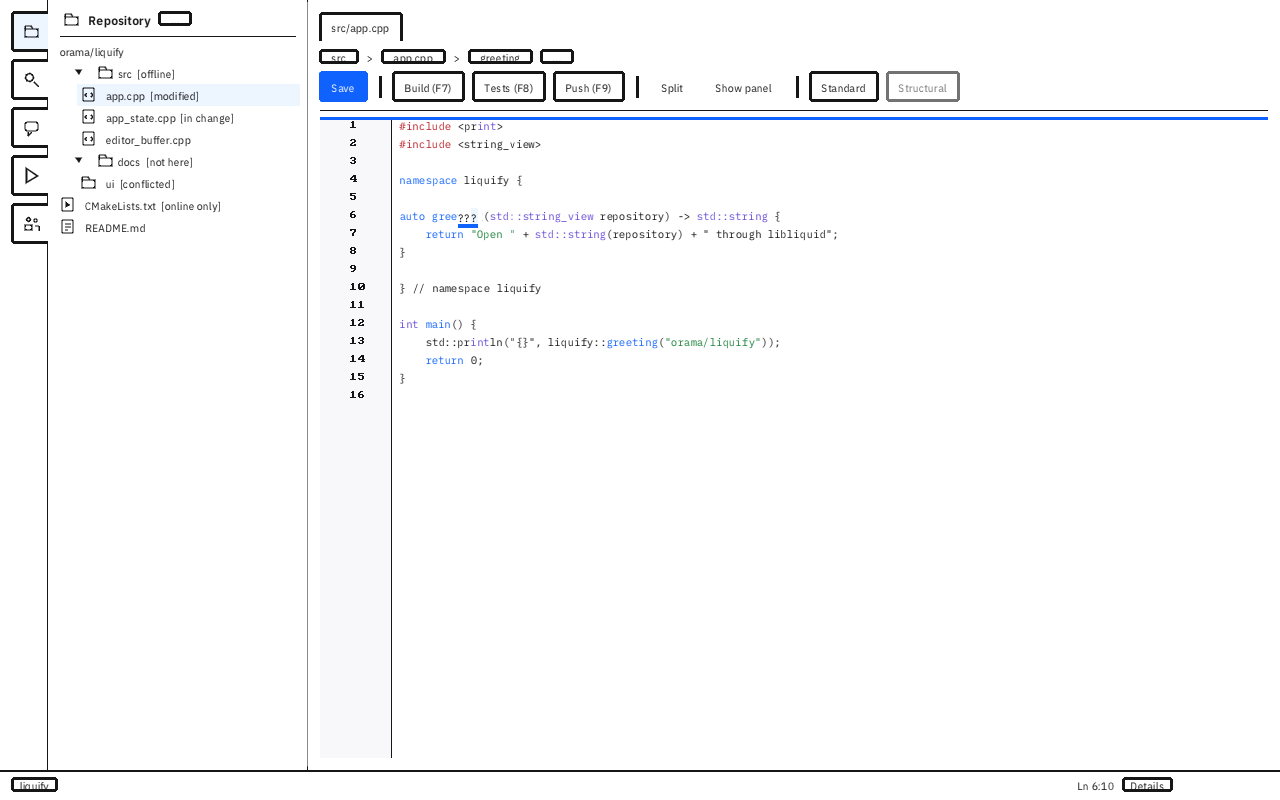 Repository
orama/liquify
src [offline]
app.cpp [modified]
app_state.cpp [in change]
editor_buffer.cpp
docs [not here]
ui [conflicted]
CMakeLists.txt [online only]
README.md
src/app.cpp
src > app.cpp > greeting
Save Build (F7) Tests (F8) Push (F9) Split Show panel Standard Structural
1 #include <print>
2 #include <string_view>
3
4 namespace liquify {
5
6 auto gree??? (std::string_view repository) -> std::string {
7 return "Open " + std::string(repository) + " through libliquid";
8 }
9
10 } // namespace liquify
11
12 int main() {
13 std::println("{}", liquify::greeting("orama/liquify"));
14 return 0;
15 }
16
liquify Ln 6:10 Details